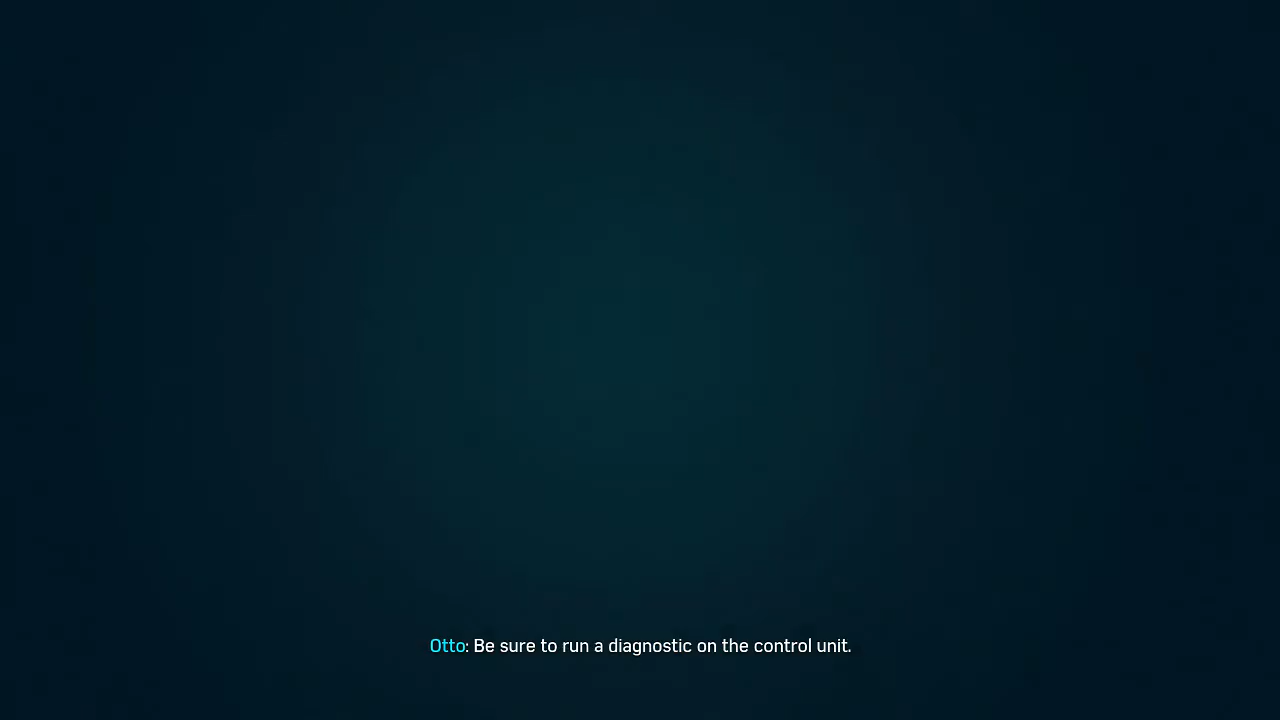 Otto: Be sure to run a diagnostic on the control unit.